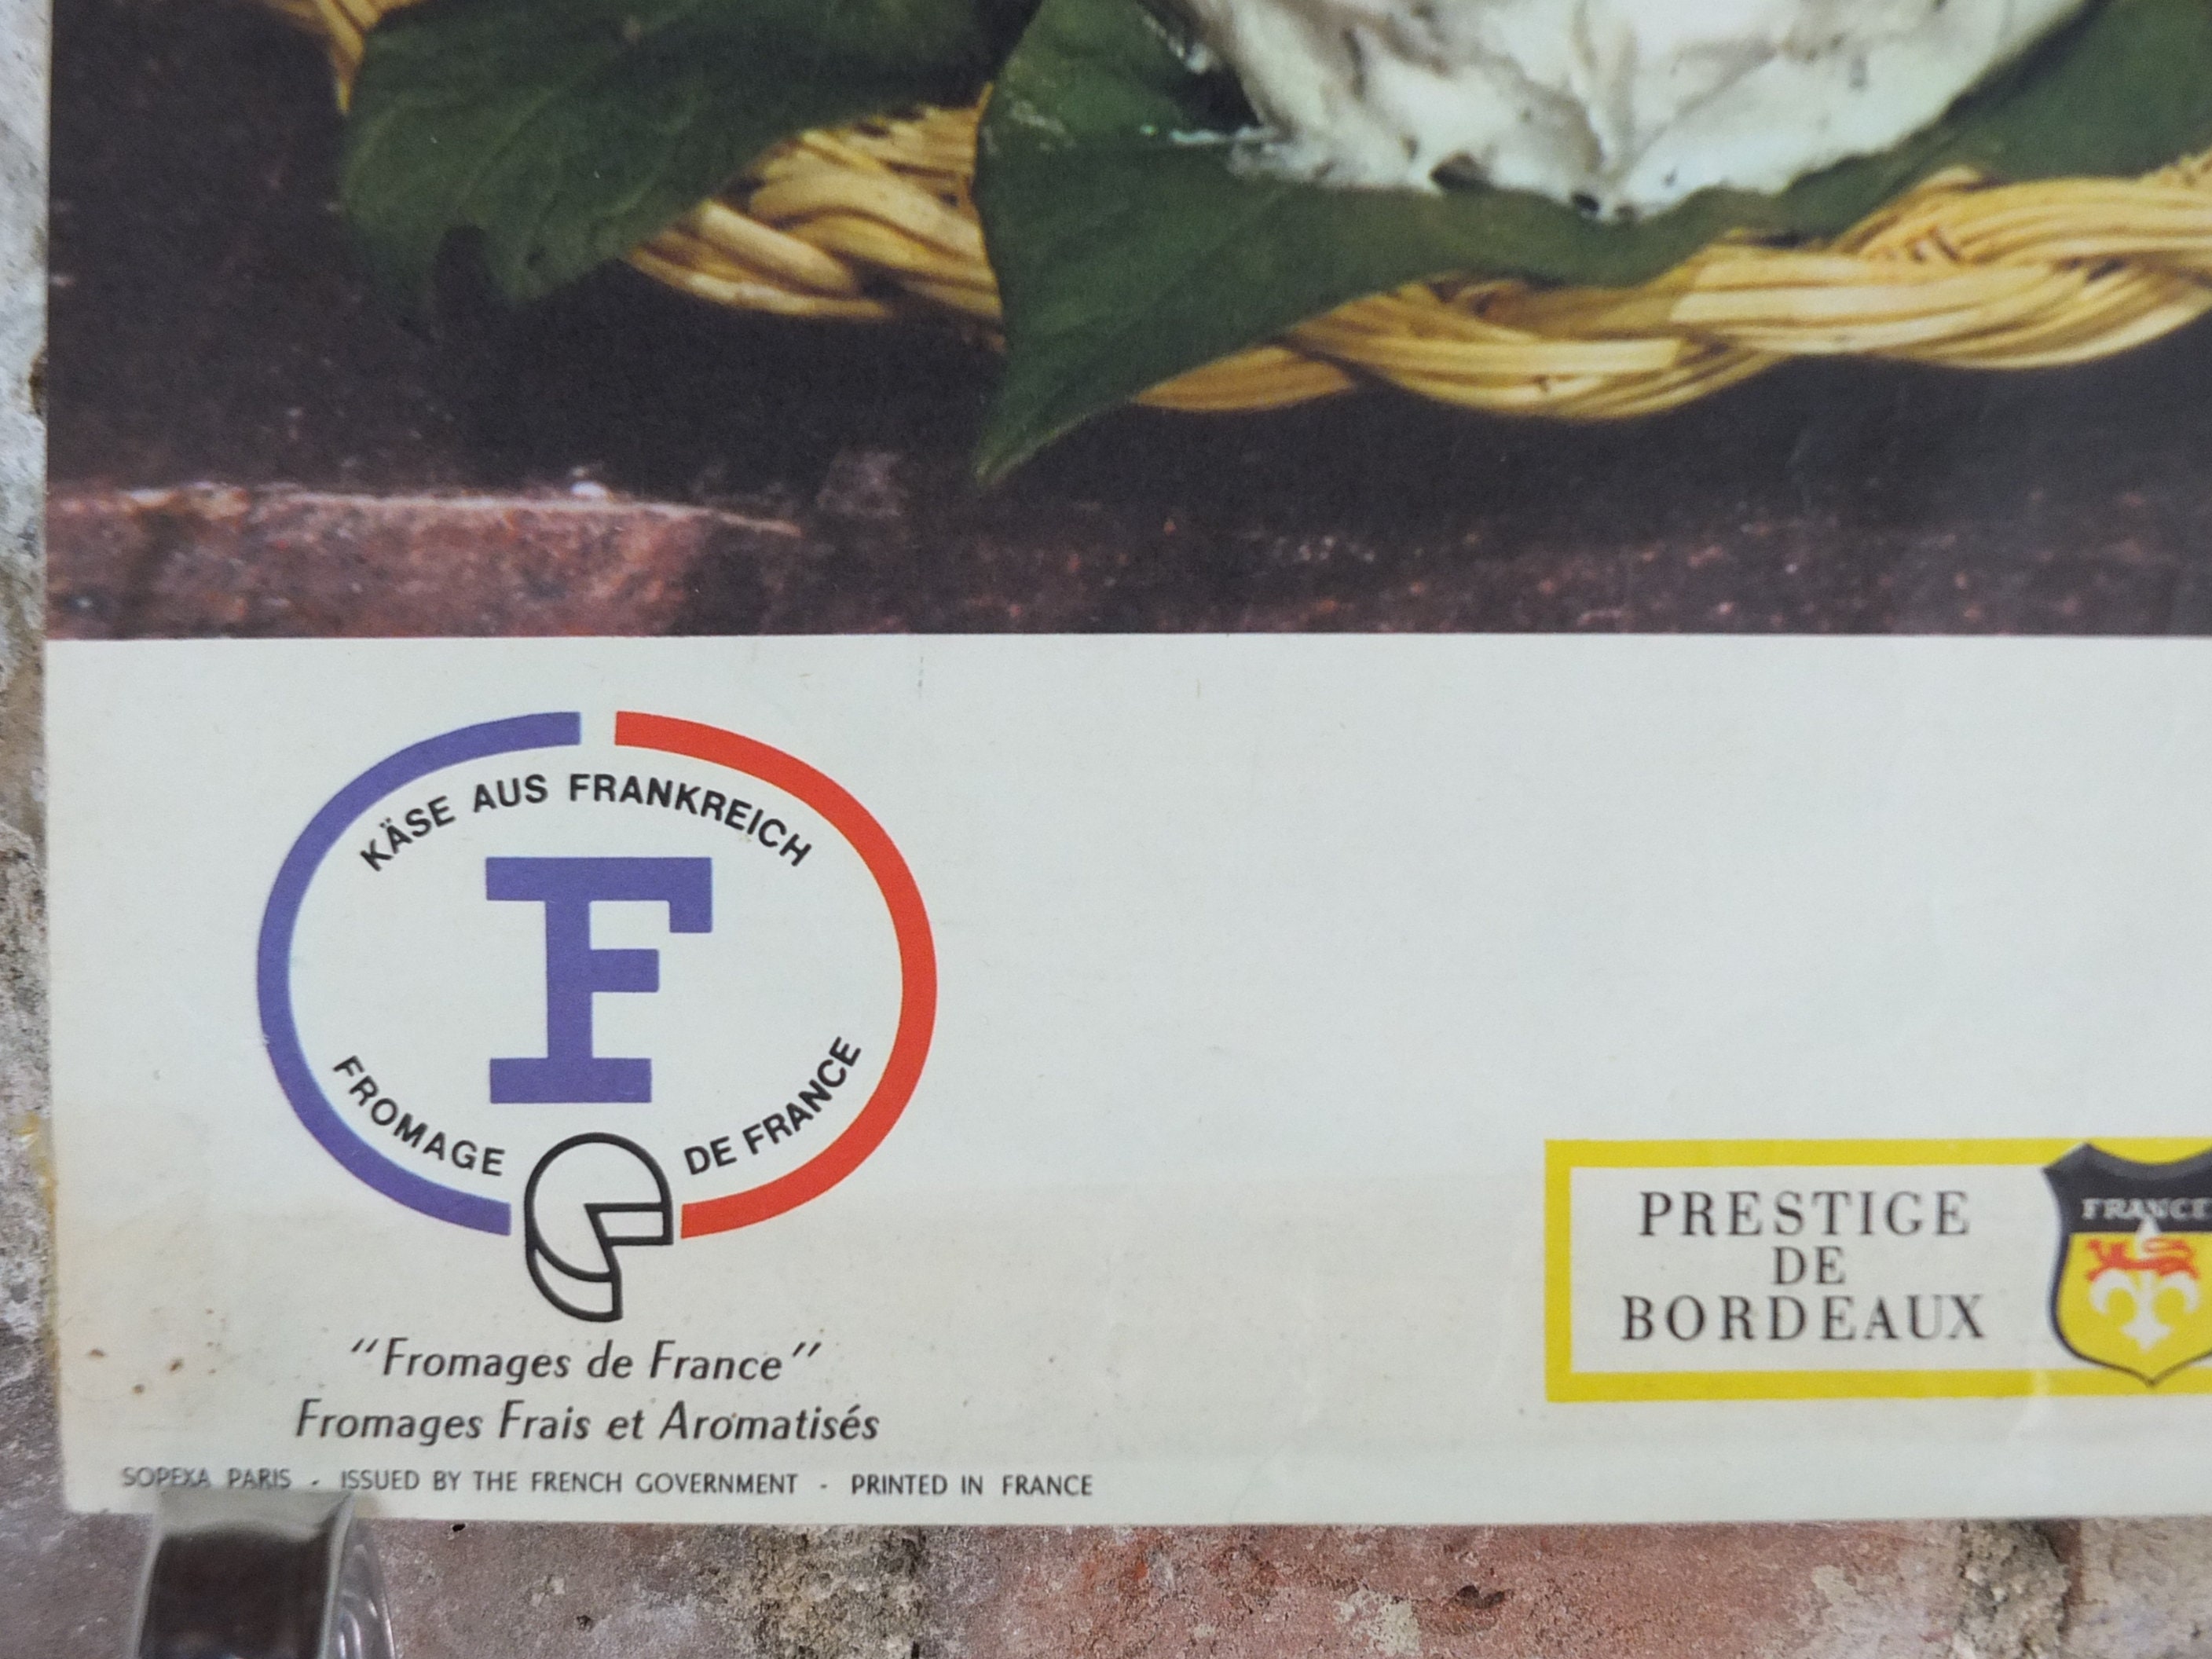 KÄSE AUS FRANKREICH
F
FROMAGE DE FRANCE
"Fromages de France"
Fromages Frais et Aromatisés
SOPEXA PARIS - ISSUED BY THE FRENCH GOVERNMENT - PRINTED IN FRANCE
PRESTIGE
DE
BORDEAUX
FRANCE